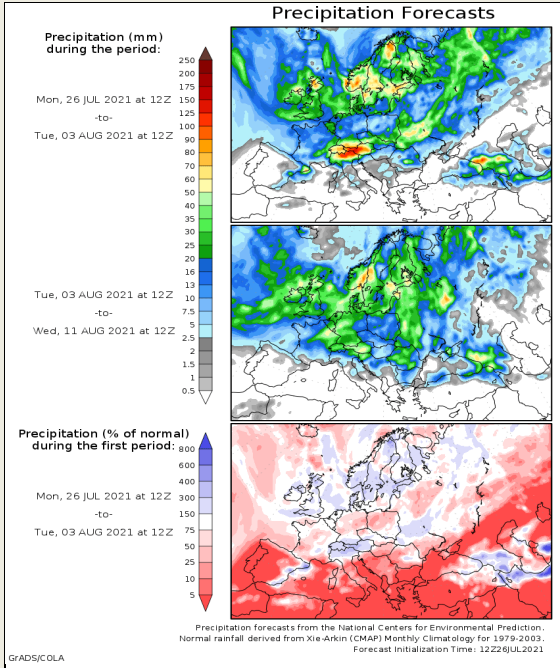 Precipitation Forecasts
Precipitation (mm)
during the period:
Mon, 26 JUL 2021 at 12Z
-to-
Tue, 03 AUG 2021 at 12Z
250
200
175
150
125
100
90
80
70
60
50
40
35
30
25
20
16
13
10
7.5
5
2.5
2
1.5
1
0.5
Tue, 03 AUG 2021 at 12Z
-to-
Wed, 11 AUG 2021 at 12Z
Precipitation (% of normal)
during the first period:
Mon, 26 JUL 2021 at 12Z
-to-
Tue, 03 AUG 2021 at 12Z
800
600
400
300
150
75
50
25
10
5
Precipitation forecasts from the National Centers for Environmental Prediction.
Normal rainfall derived from Xie-Arkin (CMAP) Monthly Climatology for 1979-2003.
Forecast Initialization Time: 12Z26JUL2021
GrADS/COLA